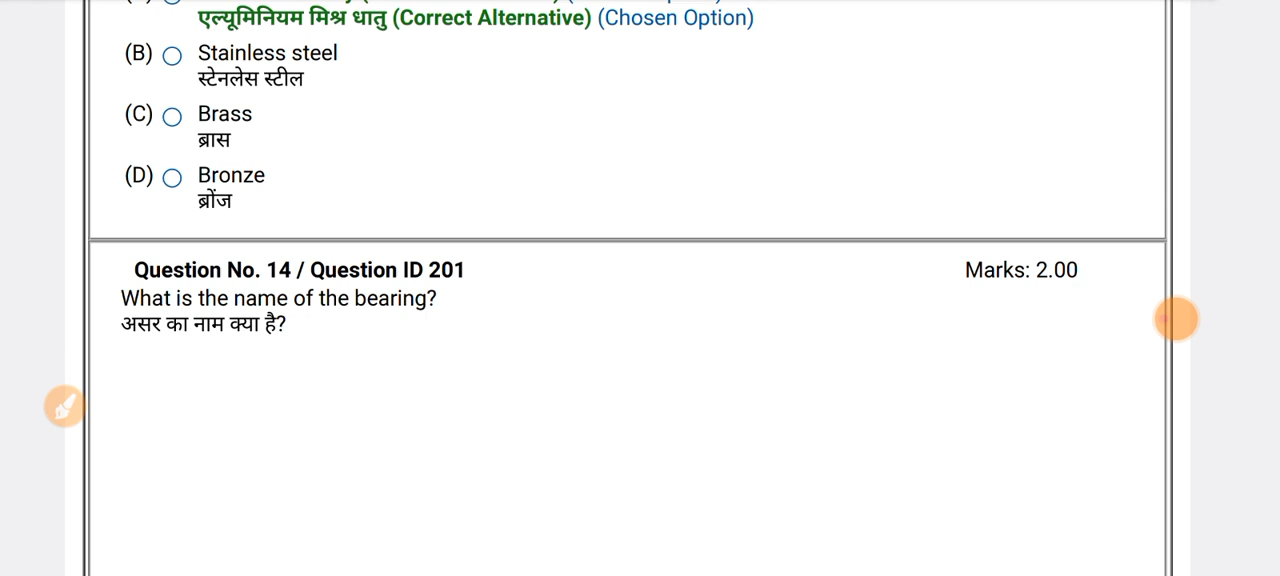 एल्यूमिनियम मिश्र धातु (Correct Alternative) (Chosen Option)
(B) Stainless steel
स्टेनलेस स्टील
(C) Brass
ब्रास
(D) Bronze
ब्रोंज
Question No. 14 / Question ID 201 Marks: 2.00
What is the name of the bearing?
असर का नाम क्या है?